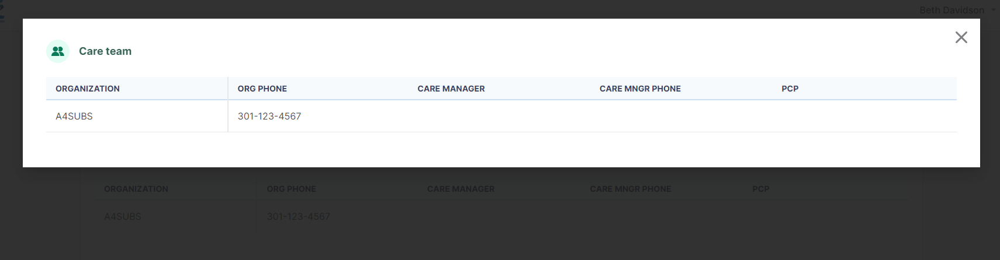 Beth Davidson
Care team
ORGANIZATION ORG PHONE CARE MANAGER CARE MNGR PHONE PCP
A4SUBS 301-123-4567
ORGANIZATION ORG PHONE CARE MANAGER CARE MNGR PHONE PCP
A4SUBS 301-123-4567